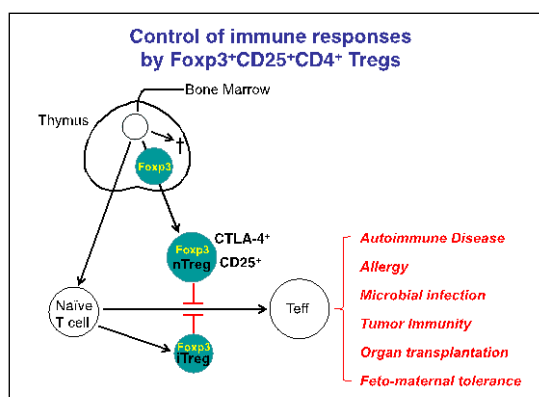 Control of immune responses
by Foxp3⁺CD25⁺CD4⁺ Tregs
Bone Marrow
Thymus
†
Foxp3
CTLA-4⁺
Foxp3
nTreg
CD25⁺
Naïve
T cell
Teff
Foxp3
iTreg
Autoimmune Disease
Allergy
Microbial infection
Tumor Immunity
Organ transplantation
Feto-maternal tolerance